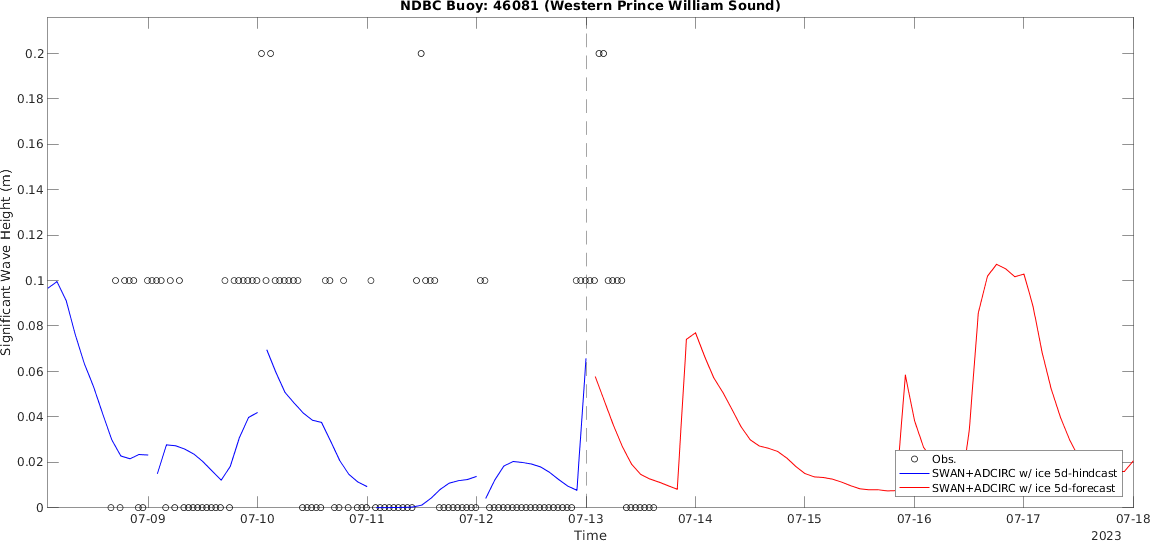 NDBC Buoy: 46081 (Western Prince William Sound)
Significant Wave Height (m)
0.2
0.18
0.16
0.14
0.12
0.1
0.08
0.06
0.04
0.02
0
Obs.
SWAN+ADCIRC w/ ice 5d-hindcast
SWAN+ADCIRC w/ ice 5d-forecast
07-09 07-10 07-11 07-12 07-13 07-14 07-15 07-16 07-17 07-18
Time
2023